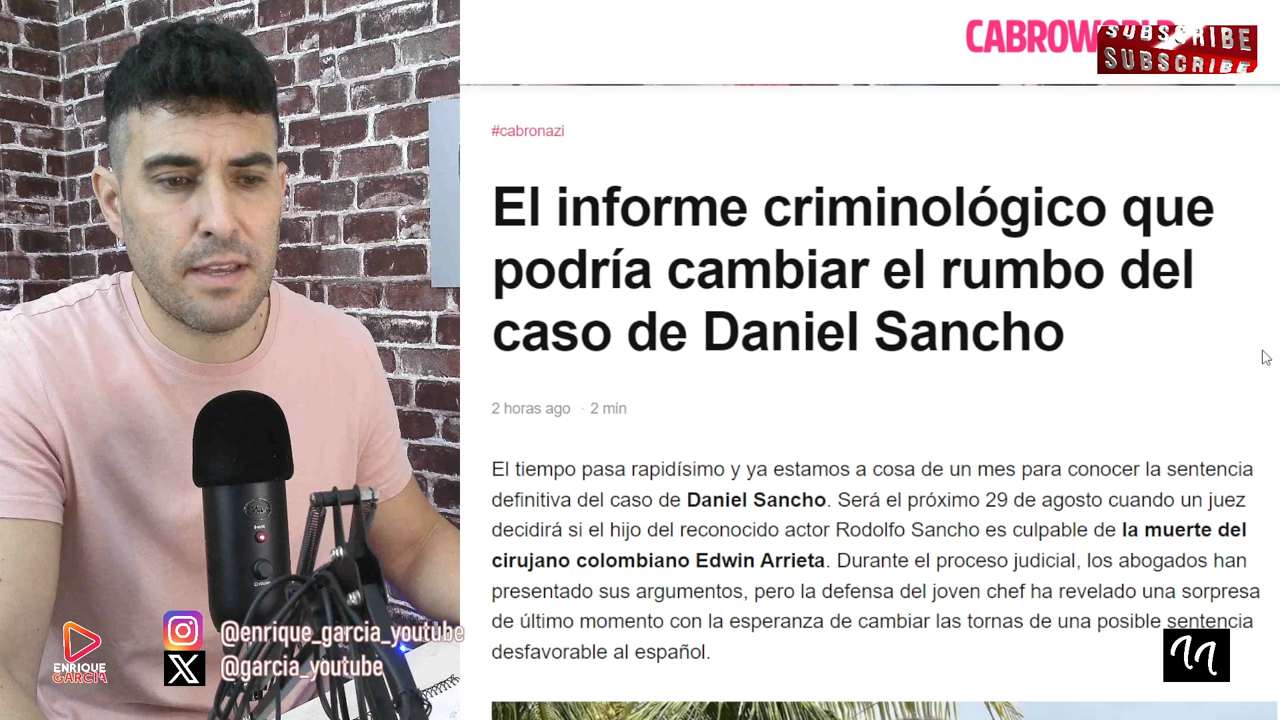 CABROWORLD
SUBSCRIBE
SUBSCRIBE
#cabronazi
El informe criminológico que
podría cambiar el rumbo del
caso de Daniel Sancho
2 horas ago · 2 min
El tiempo pasa rapidísimo y ya estamos a cosa de un mes para conocer la sentencia
definitiva del caso de Daniel Sancho. Será el próximo 29 de agosto cuando un juez
decidirá si el hijo del reconocido actor Rodolfo Sancho es culpable de la muerte del
cirujano colombiano Edwin Arrieta. Durante el proceso judicial, los abogados han
presentado sus argumentos, pero la defensa del joven chef ha revelado una sorpresa
de último momento con la esperanza de cambiar las tornas de una posible sentencia
desfavorable al español.
@enrique_garcia_youtube
@garcia_youtube
ENRIQUE
GARCIA